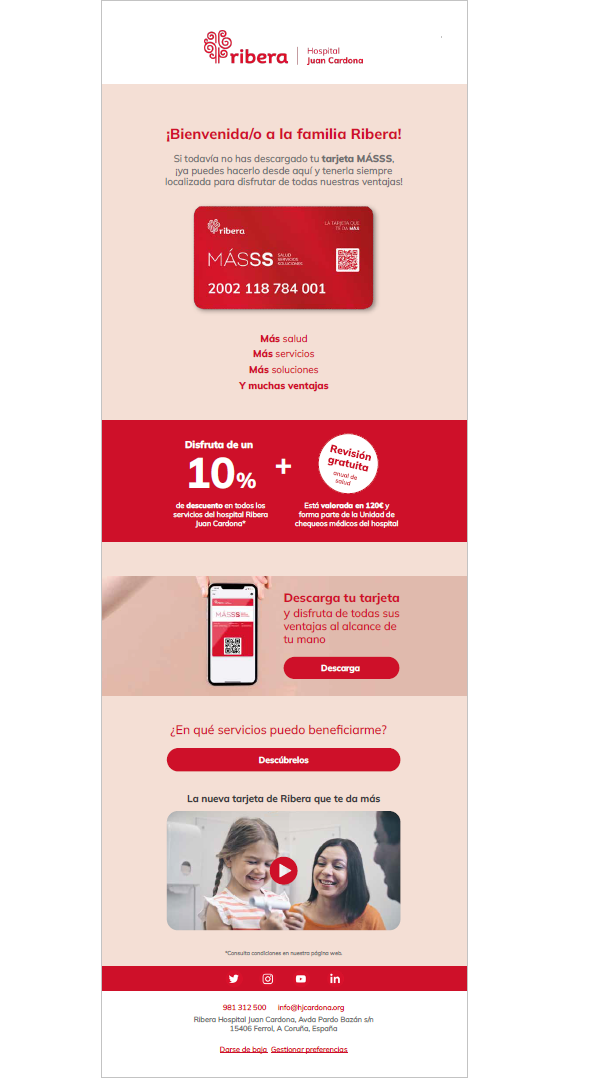 ribera
Hospital
Juan Cardona
¡Bienvenida/o a la familia Ribera!
Si todavía no has descargado tu tarjeta MÁSSS,
¡ya puedes hacerlo desde aquí y tenerla siempre
localizada para disfrutar de todas nuestras ventajas!
ribera
LA TARJETA QUE
TE DA MÁS
MÁSSS
SALUD
SERVICIOS
SOLUCIONES
2002 118 784 001
Más salud
Más servicios
Más soluciones
Y muchas ventajas
Disfruta de un
10%
de descuento en todos los
servicios del hospital Ribera
Juan Cardona*
+
Revisión
gratuita
anual de
salud
Está valorada en 120€ y
forma parte de la Unidad de
chequeos médicos del hospital
MÁSSS
Descarga tu tarjeta
y disfruta de todas sus
ventajas al alcance de
tu mano
Descarga
¿En qué servicios puedo beneficiarme?
Descúbrelos
La nueva tarjeta de Ribera que te da más
*Consulta condiciones en nuestra página web.
981 312 500 info@hjcardona.org
Ribera Hospital Juan Cardona, Avda Pardo Bazán s/n
15406 Ferrol, A Coruña, España
Darse de baja Gestionar preferencias